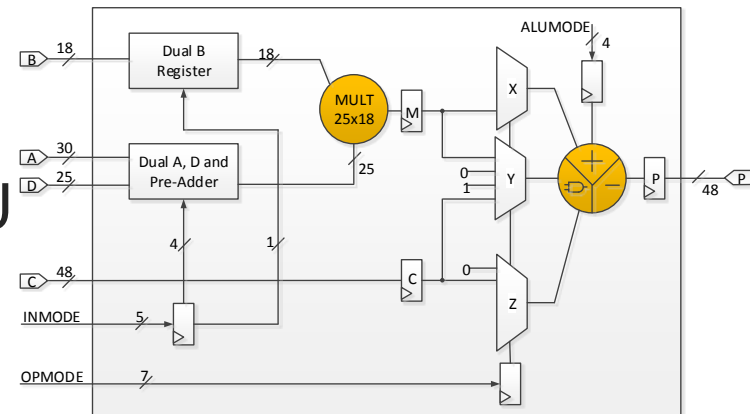 ALUMODE
4
B
18
Dual B
Register
18
X
MULT
25x18
M
A
30
Dual A, D and
Pre-Adder
25
0
Y
1
+
-
P
48
P
D
25
4
1
C
48
C
0
Z
INMODE
5
OPMODE
7